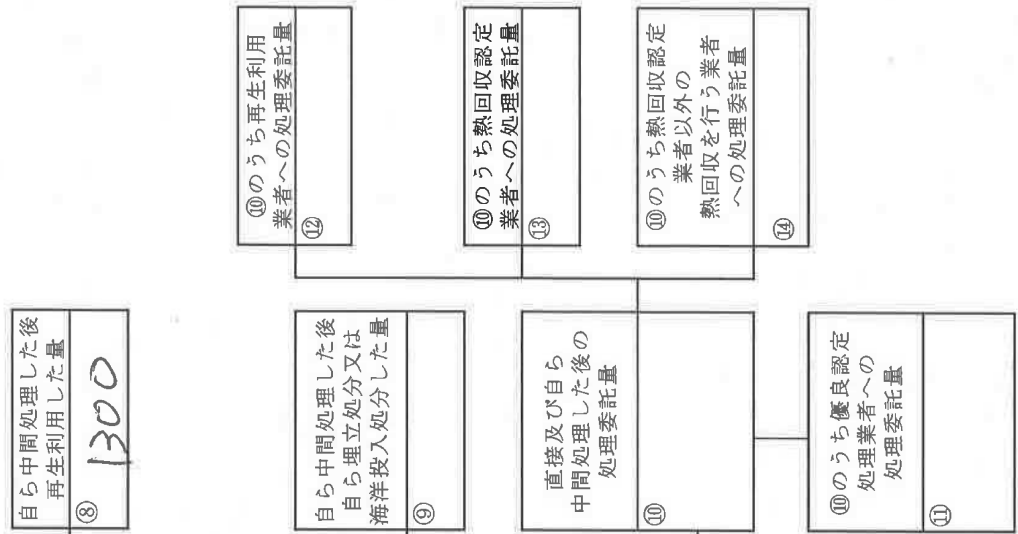 自ら中間処理した後
再生利用した量
⑧ 1300
自ら中間処理した後
自ら埋立処分又は
海洋投入処分した量
⑨
直接及び自ら
中間処理した後の
処理委託量
⑩
⑩のうち優良認定
処理業者への
処理委託量
⑪
⑩のうち再生利用
業者への処理委託量
⑫
⑩のうち熱回収認定
業者への処理委託量
⑬
⑩のうち熱回収認定
業者以外の
熱回収を行う業者
への処理委託量
⑭